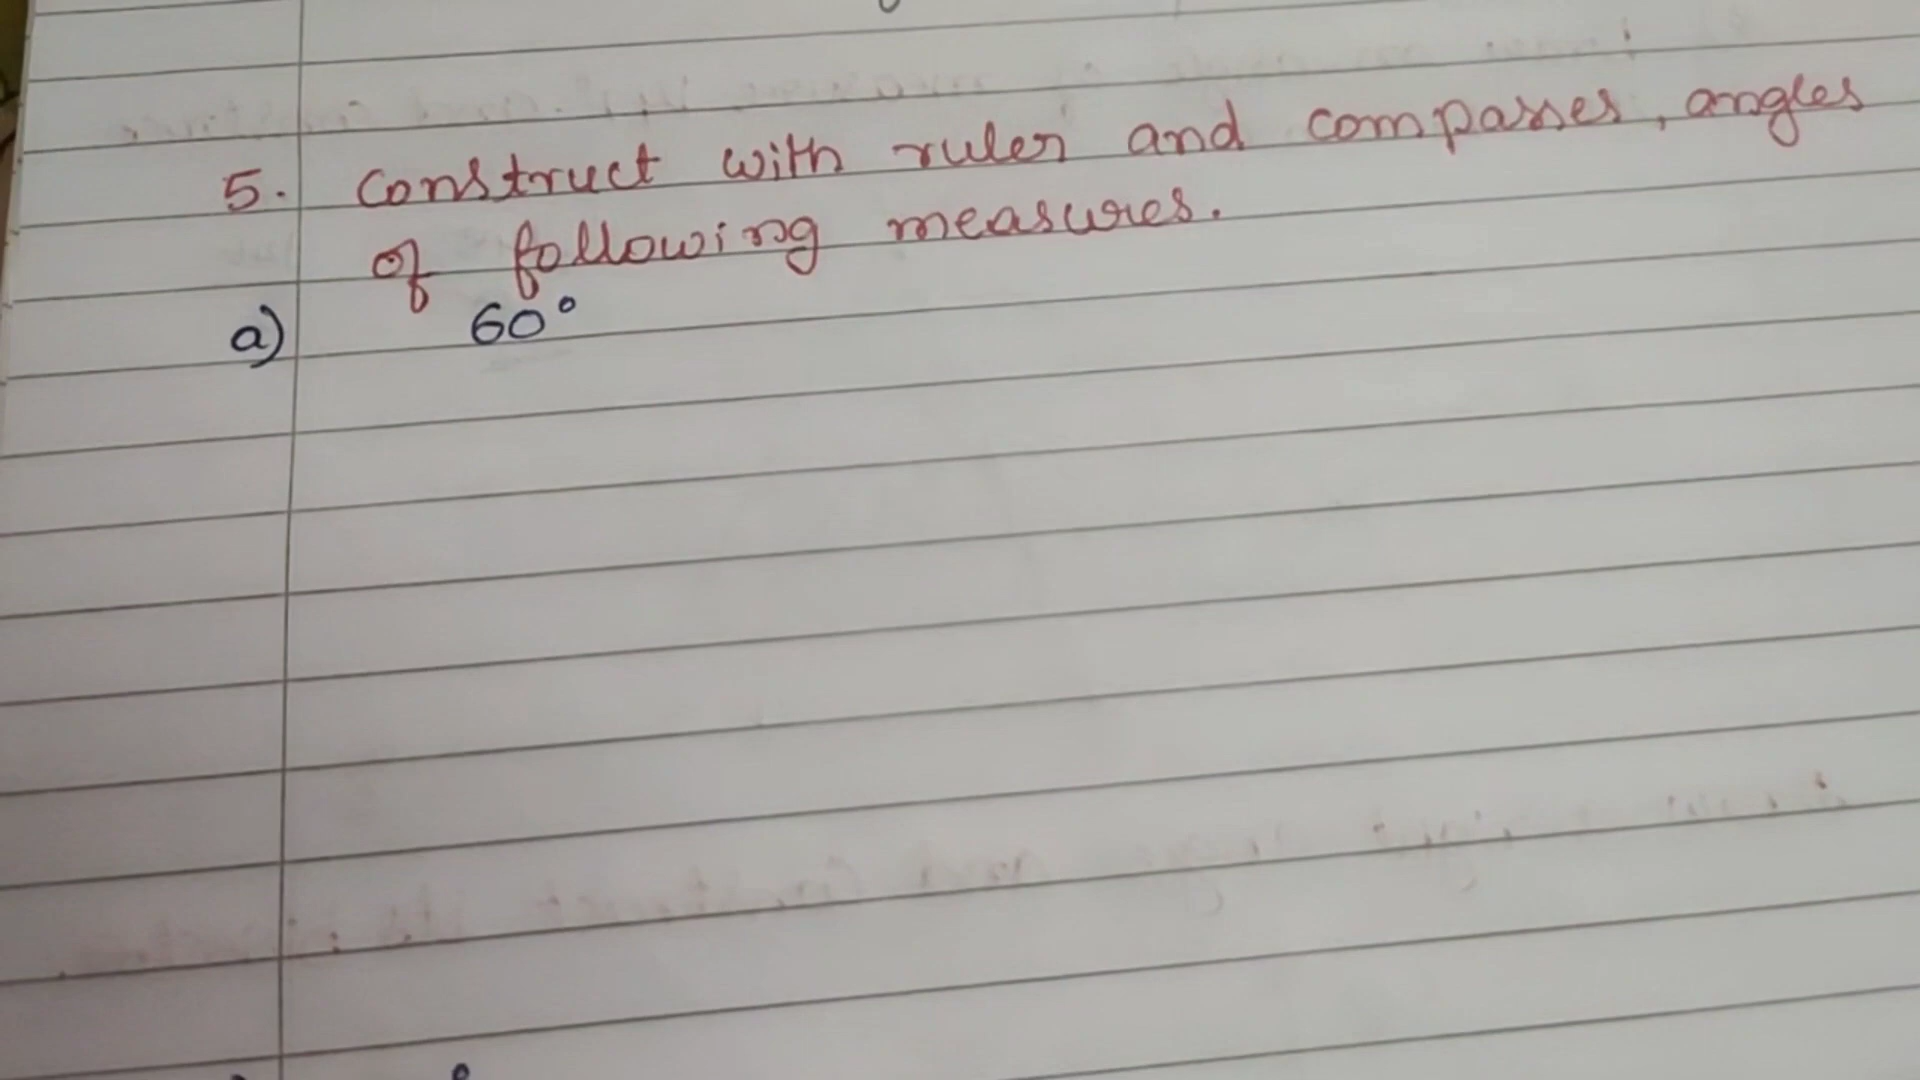 5. Construct with ruler and compasses, angles
of following measures.
a) 60°